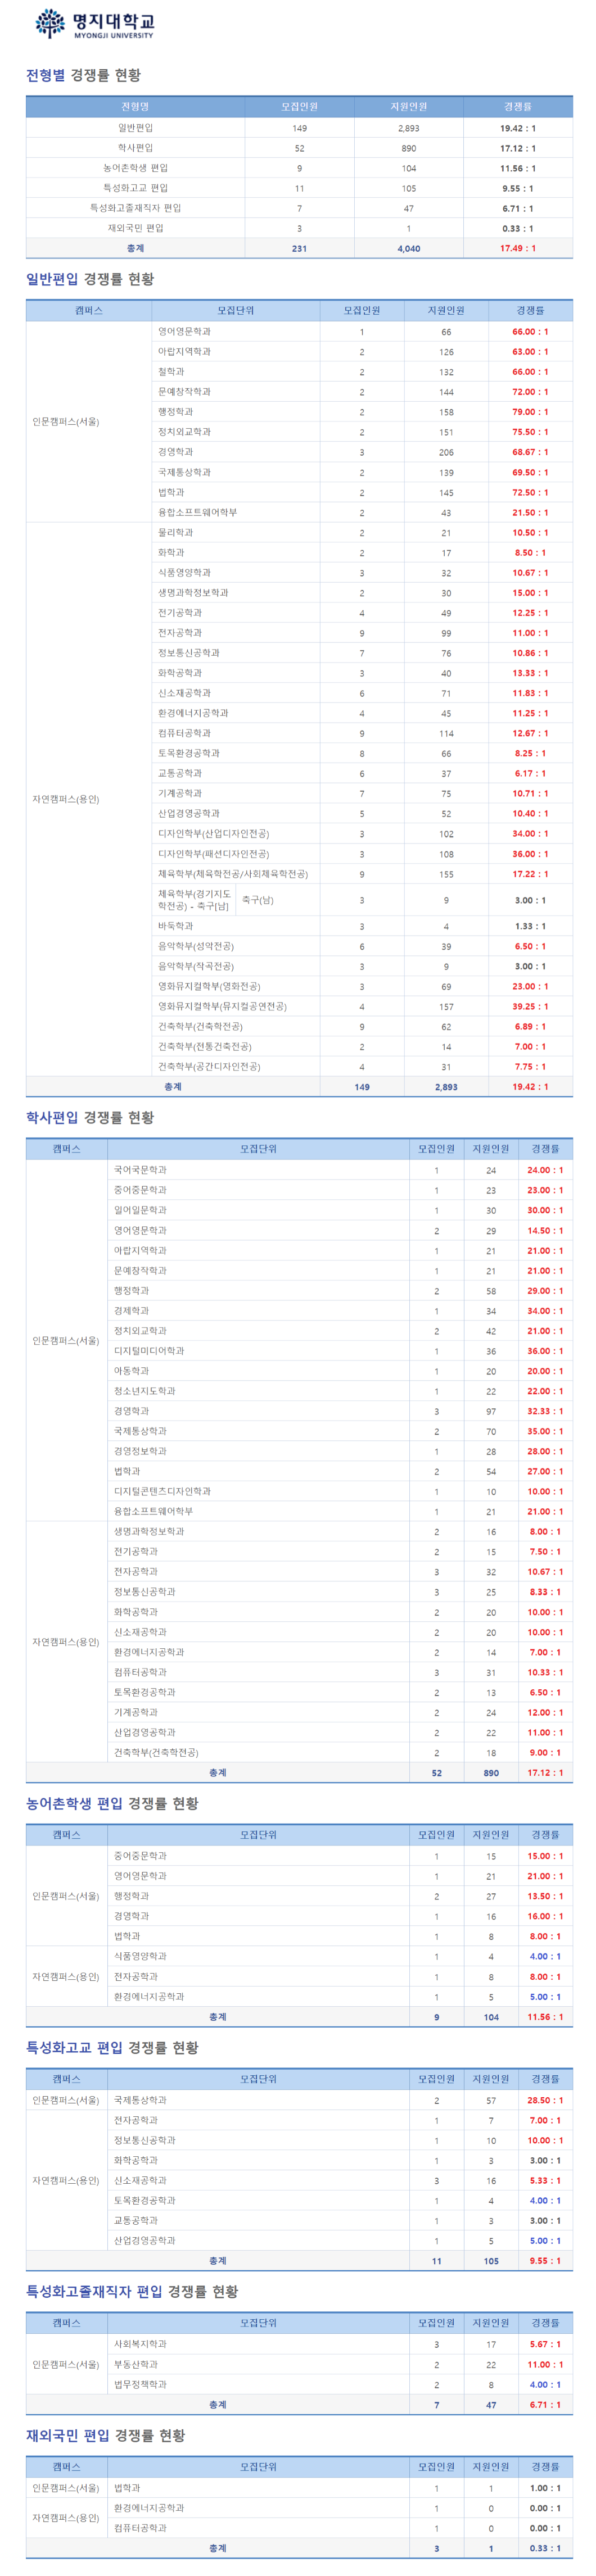 명지대학교
MYONGJI UNIVERSITY
전형별 경쟁률 현황
전형명 모집인원 지원인원 경쟁률
일반편입 149 2,893 19.42 : 1
학사편입 52 890 17.12 : 1
농어촌학생 편입 9 104 11.56 : 1
특성화고교 편입 11 105 9.55 : 1
특성화고졸재직자 편입 7 47 6.71 : 1
재외국민 편입 3 1 0.33 : 1
총계 231 4,040 17.49 : 1
일반편입 경쟁률 현황
캠퍼스 모집단위 모집인원 지원인원 경쟁률
인문캠퍼스(서울)
영어영문학과 1 66 66.00 : 1
아랍지역학과 2 126 63.00 : 1
철학과 2 132 66.00 : 1
문예창작학과 2 144 72.00 : 1
행정학과 2 158 79.00 : 1
정치외교학과 2 151 75.50 : 1
경영학과 3 206 68.67 : 1
국제통상학과 2 139 69.50 : 1
법학과 2 145 72.50 : 1
융합소프트웨어학부 2 43 21.50 : 1
자연캠퍼스(용인)
물리학과 2 21 10.50 : 1
화학과 2 17 8.50 : 1
식품영양학과 3 32 10.67 : 1
생명과학정보학과 2 30 15.00 : 1
전기공학과 4 49 12.25 : 1
전자공학과 9 99 11.00 : 1
정보통신공학과 7 76 10.86 : 1
화학공학과 3 40 13.33 : 1
신소재공학과 6 71 11.83 : 1
환경에너지공학과 4 45 11.25 : 1
컴퓨터공학과 9 114 12.67 : 1
토목환경공학과 8 66 8.25 : 1
교통공학과 6 37 6.17 : 1
기계공학과 7 75 10.71 : 1
산업경영공학과 5 52 10.40 : 1
디자인학부(산업디자인전공) 3 102 34.00 : 1
디자인학부(패션디자인전공) 3 108 36.00 : 1
체육학부(체육학전공/사회체육학전공) 9 155 17.22 : 1
체육학부(경기지도
학전공) - 축구[남] 축구(남) 3 9 3.00 : 1
바둑학과 3 4 1.33 : 1
음악학부(성악전공) 6 39 6.50 : 1
음악학부(작곡전공) 3 9 3.00 : 1
영화뮤지컬학부(영화전공) 3 69 23.00 : 1
영화뮤지컬학부(뮤지컬공연전공) 4 157 39.25 : 1
건축학부(건축학전공) 9 62 6.89 : 1
건축학부(전통건축전공) 2 14 7.00 : 1
건축학부(공간디자인전공) 4 31 7.75 : 1
총계 149 2,893 19.42 : 1
학사편입 경쟁률 현황
캠퍼스 모집단위 모집인원 지원인원 경쟁률
인문캠퍼스(서울)
국어국문학과 1 24 24.00 : 1
중어중문학과 1 23 23.00 : 1
일어일문학과 1 30 30.00 : 1
영어영문학과 2 29 14.50 : 1
아랍지역학과 1 21 21.00 : 1
문예창작학과 1 21 21.00 : 1
행정학과 2 58 29.00 : 1
경제학과 1 34 34.00 : 1
정치외교학과 2 42 21.00 : 1
디지털미디어학과 1 36 36.00 : 1
아동학과 1 20 20.00 : 1
청소년지도학과 1 22 22.00 : 1
경영학과 3 97 32.33 : 1
국제통상학과 2 70 35.00 : 1
경영정보학과 1 28 28.00 : 1
법학과 2 54 27.00 : 1
디지털콘텐츠디자인학과 1 10 10.00 : 1
융합소프트웨어학부 1 21 21.00 : 1
자연캠퍼스(용인)
생명과학정보학과 2 16 8.00 : 1
전기공학과 2 15 7.50 : 1
전자공학과 3 32 10.67 : 1
정보통신공학과 3 25 8.33 : 1
화학공학과 2 20 10.00 : 1
신소재공학과 2 20 10.00 : 1
환경에너지공학과 2 14 7.00 : 1
컴퓨터공학과 3 31 10.33 : 1
토목환경공학과 2 13 6.50 : 1
기계공학과 2 24 12.00 : 1
산업경영공학과 2 22 11.00 : 1
건축학부(건축학전공) 2 18 9.00 : 1
총계 52 890 17.12 : 1
농어촌학생 편입 경쟁률 현황
캠퍼스 모집단위 모집인원 지원인원 경쟁률
인문캠퍼스(서울)
중어중문학과 1 15 15.00 : 1
영어영문학과 1 21 21.00 : 1
행정학과 2 27 13.50 : 1
경영학과 1 16 16.00 : 1
법학과 1 8 8.00 : 1
자연캠퍼스(용인)
식품영양학과 1 4 4.00 : 1
전자공학과 1 8 8.00 : 1
환경에너지공학과 1 5 5.00 : 1
총계 9 104 11.56 : 1
특성화고교 편입 경쟁률 현황
캠퍼스 모집단위 모집인원 지원인원 경쟁률
인문캠퍼스(서울) 국제통상학과 2 57 28.50 : 1
자연캠퍼스(용인)
전자공학과 1 7 7.00 : 1
정보통신공학과 1 10 10.00 : 1
화학공학과 1 3 3.00 : 1
신소재공학과 3 16 5.33 : 1
토목환경공학과 1 4 4.00 : 1
교통공학과 1 3 3.00 : 1
산업경영공학과 1 5 5.00 : 1
총계 11 105 9.55 : 1
특성화고졸재직자 편입 경쟁률 현황
캠퍼스 모집단위 모집인원 지원인원 경쟁률
인문캠퍼스(서울)
사회복지학과 3 17 5.67 : 1
부동산학과 2 22 11.00 : 1
법무정책학과 2 8 4.00 : 1
총계 7 47 6.71 : 1
재외국민 편입 경쟁률 현황
캠퍼스 모집단위 모집인원 지원인원 경쟁률
인문캠퍼스(서울) 법학과 1 1 1.00 : 1
자연캠퍼스(용인)
환경에너지공학과 1 0 0.00 : 1
컴퓨터공학과 1 0 0.00 : 1
총계 3 1 0.33 : 1